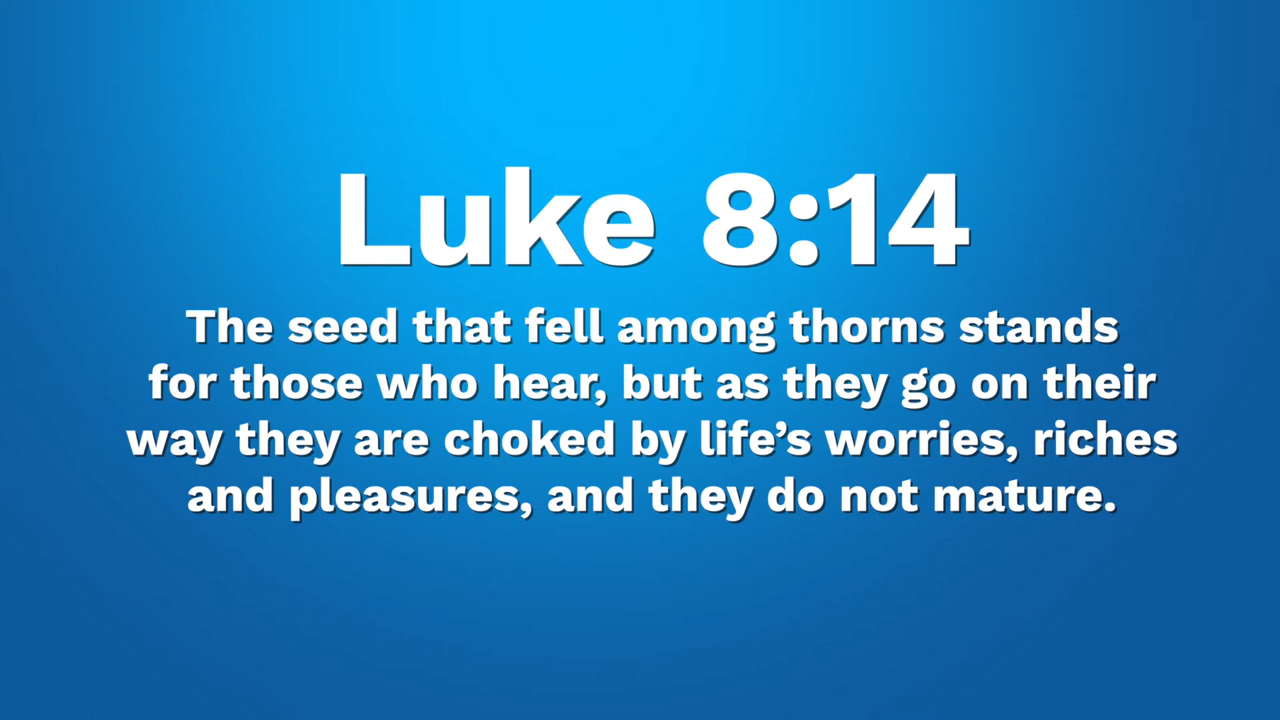 Luke 8:14
The seed that fell among thorns stands
for those who hear, but as they go on their
way they are choked by life’s worries, riches
and pleasures, and they do not mature.